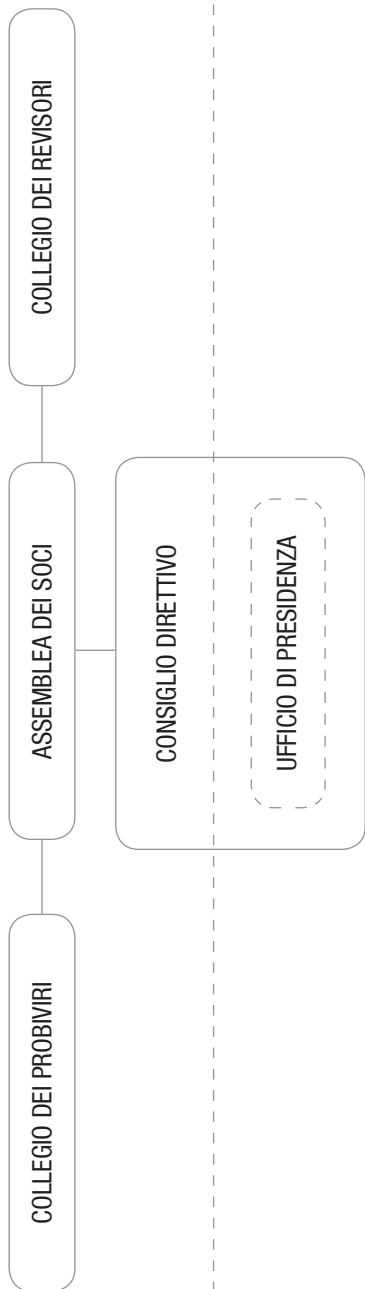 COLLEGIO DEI PROBIVIRI
ASSEMBLEA DEI SOCI
COLLEGIO DEI REVISORI
CONSIGLIO DIRETTIVO
UFFICIO DI PRESIDENZA